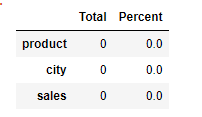 Total Percent
product 0 0.0
city 0 0.0
sales 0 0.0